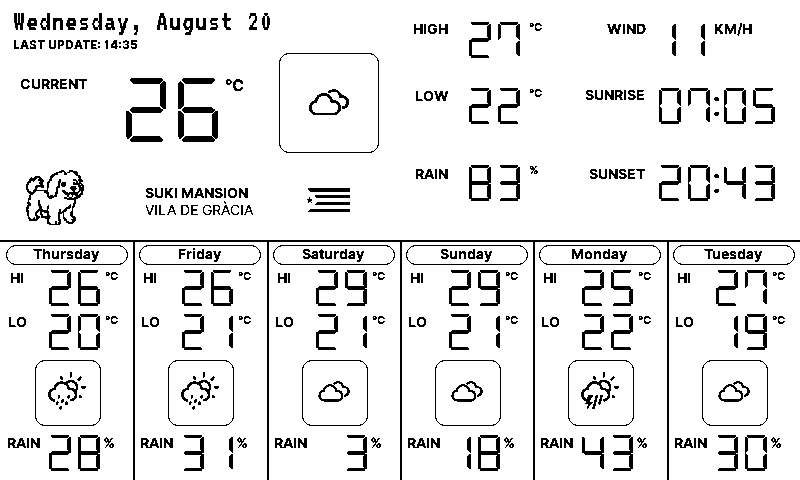 Wednesday, August 20
LAST UPDATE: 14:35
CURRENT 26 °C
SUKI MANSION
VILA DE GRÀCIA
HIGH 27 °C
LOW 22 °C
RAIN 83 %
WIND 11 KM/H
SUNRISE 07:05
SUNSET 20:43
Thursday
HI 26 °C
LO 20 °C
RAIN 28 %
Friday
HI 26 °C
LO 21 °C
RAIN 31 %
Saturday
HI 29 °C
LO 21 °C
RAIN 3 %
Sunday
HI 29 °C
LO 21 °C
RAIN 18 %
Monday
HI 25 °C
LO 22 °C
RAIN 43 %
Tuesday
HI 27 °C
LO 19 °C
RAIN 30 %